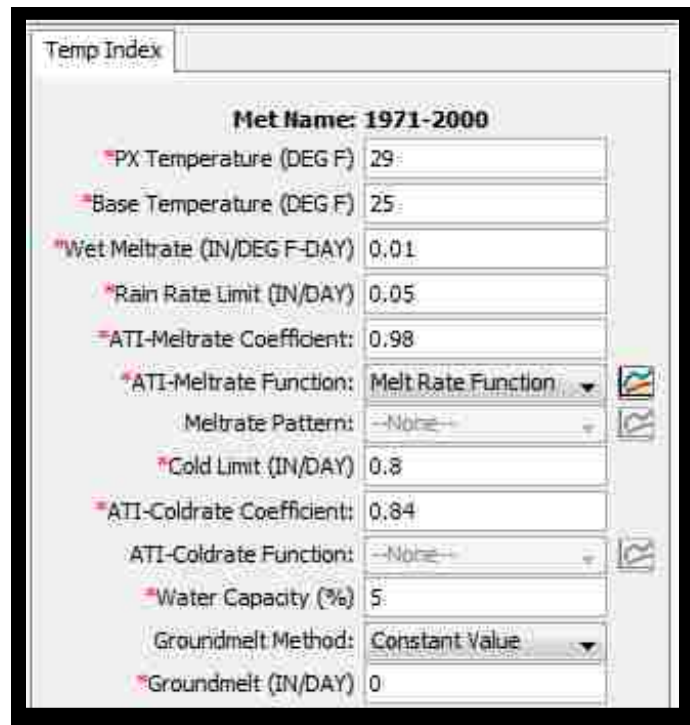 Temp Index
Met Name: 1971-2000
*PX Temperature (DEG F) 29
*Base Temperature (DEG F) 25
*Wet Meltrate (IN/DEG F-DAY) 0.01
*Rain Rate Limit (IN/DAY) 0.05
*ATI-Meltrate Coefficient: 0.98
*ATI-Meltrate Function: Melt Rate Function
Meltrate Pattern: --None--
*Cold Limit (IN/DAY) 0.8
*ATI-Coldrate Coefficient: 0.84
ATI-Coldrate Function: --None--
*Water Capacity (%) 5
Groundmelt Method: Constant Value
*Groundmelt (IN/DAY) 0